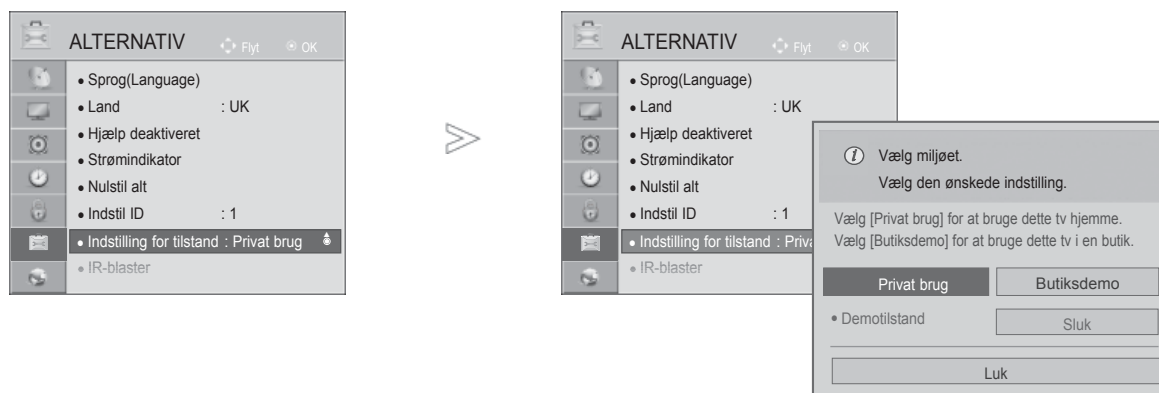 ALTERNATIV Flyt OK
• Sprog(Language)
• Land : UK
• Hjælp deaktiveret
• Strømindikator
• Nulstil alt
• Indstil ID : 1
• Indstilling for tilstand : Privat brug
• IR-blaster
ALTERNATIV Flyt OK
• Sprog(Language)
• Land : UK
• Hjælp deaktiveret
• Strømindikator
• Nulstil alt
• Indstil ID : 1
• Indstilling for tilstand : Priva
• IR-blaster
i Vælg miljøet.
Vælg den ønskede indstilling.
Vælg [Privat brug] for at bruge dette tv hjemme.
Vælg [Butiksdemo] for at bruge dette tv i en butik.
Privat brug Butiksdemo
• Demotilstand Sluk
Luk